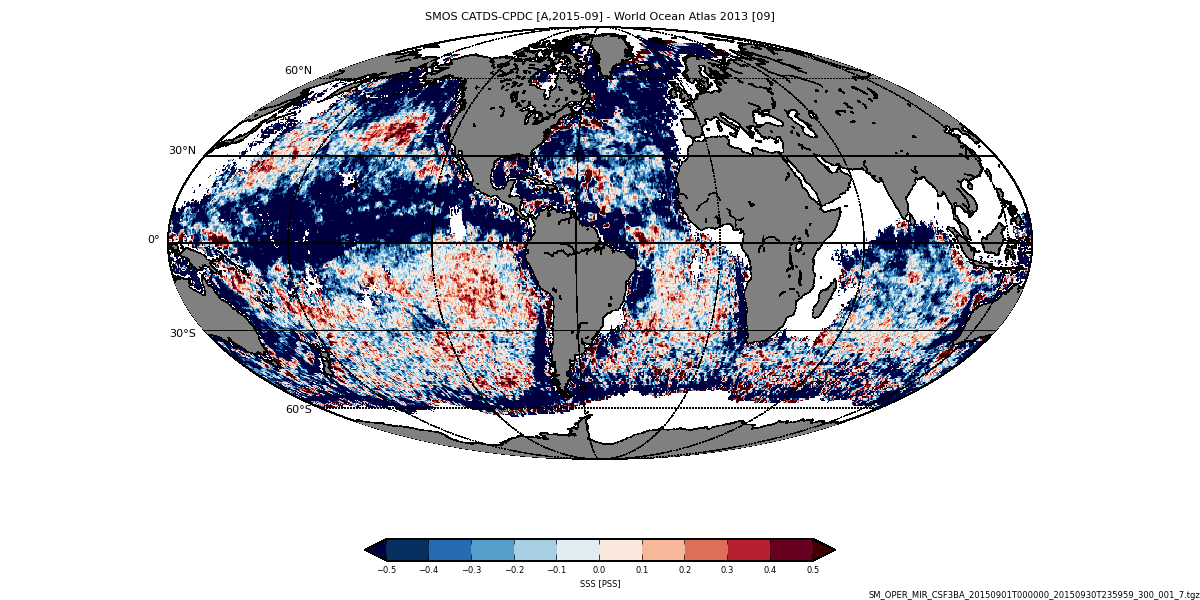 SMOS CATDS-CPDC [A,2015-09] - World Ocean Atlas 2013 [09]
60°N
30°N
0°
30°S
60°S
−0.5 −0.4 −0.3 −0.2 −0.1 0.0 0.1 0.2 0.3 0.4 0.5
SSS [PSS]
SM_OPER_MIR_CSF3BA_20150901T000000_20150930T235959_300_001_7.tgz